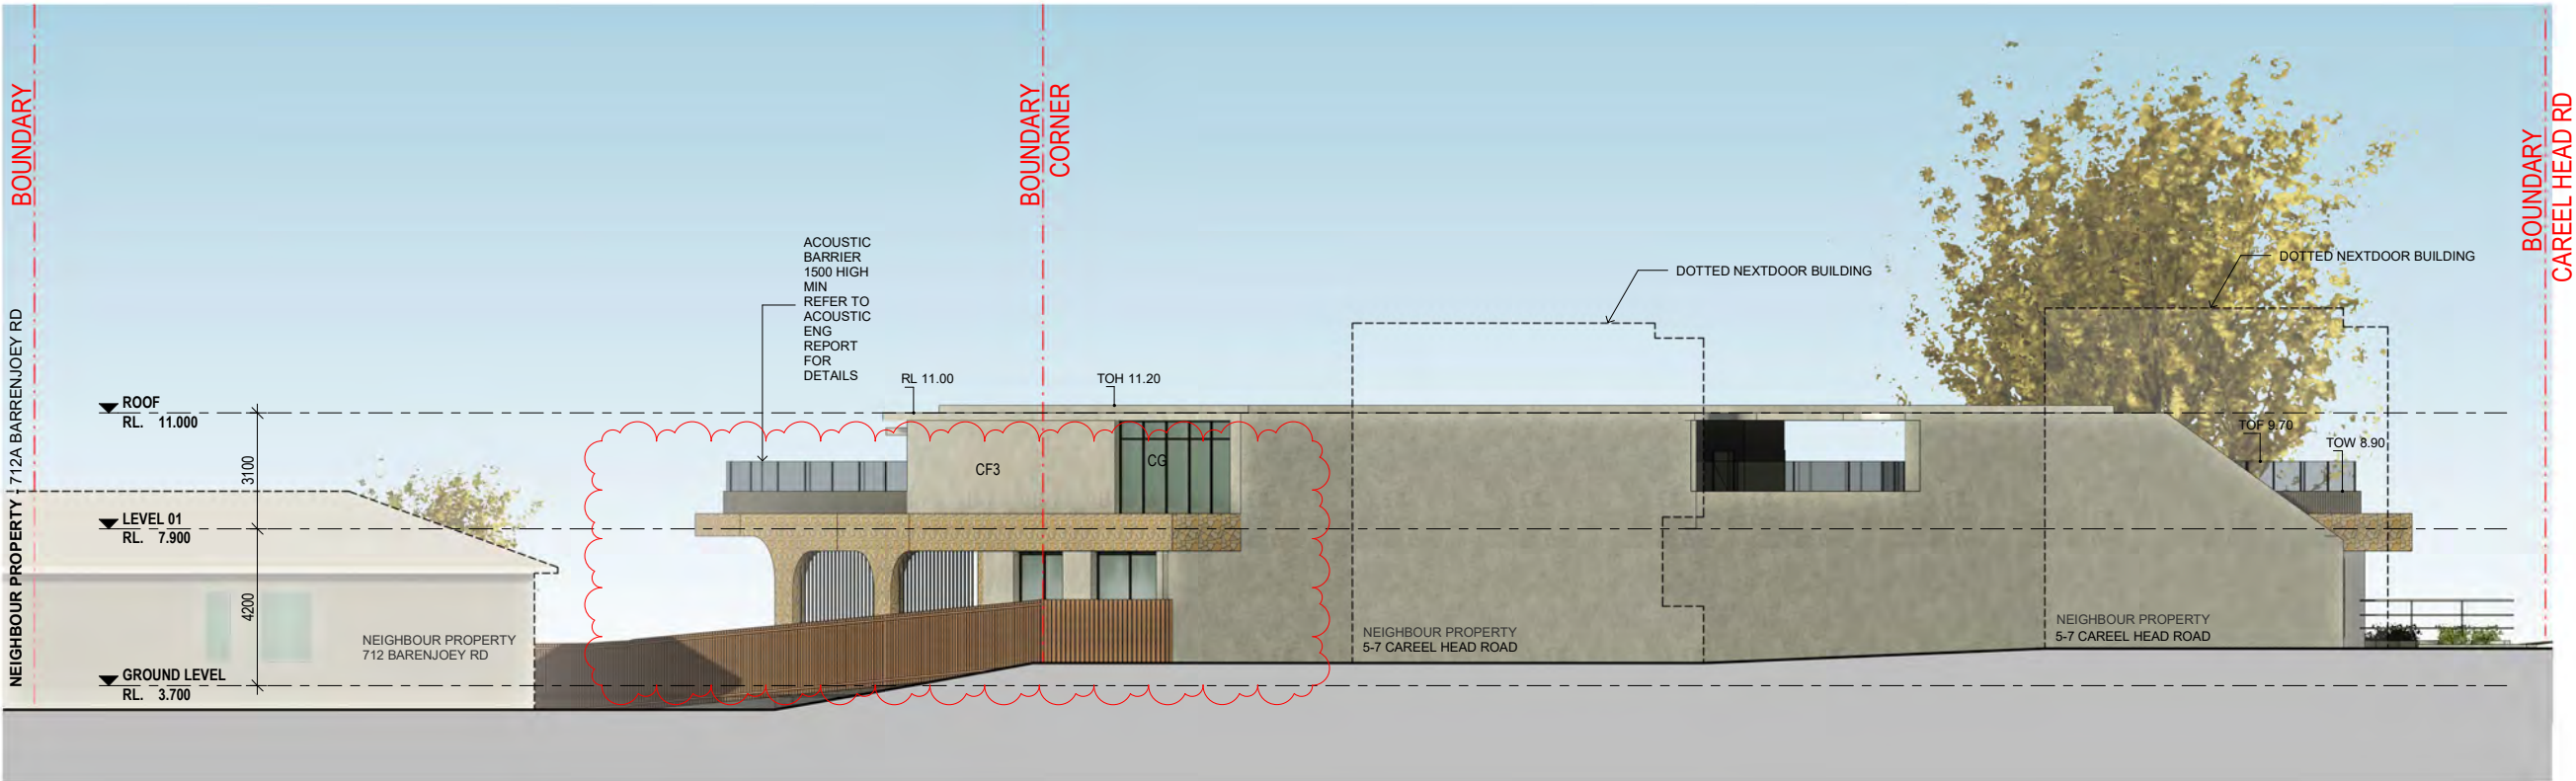 BOUNDARY
NEIGHBOUR PROPERTY - 712A BARRENJOEY RD
ROOF
RL. 11.000
3100
LEVEL 01
RL. 7.900
4200
GROUND LEVEL
RL. 3.700
NEIGHBOUR PROPERTY
712 BARENJOEY RD
ACOUSTIC
BARRIER
1500 HIGH
MIN
REFER TO
ACOUSTIC
ENG
REPORT
FOR
DETAILS
RL 11.00
BOUNDARY
CORNER
TOH 11.20
CF3
CG
DOTTED NEXTDOOR BUILDING
NEIGHBOUR PROPERTY
5-7 CAREEL HEAD ROAD
DOTTED NEXTDOOR BUILDING
TOF 9.70
TOW 8.90
NEIGHBOUR PROPERTY
5-7 CAREEL HEAD ROAD
BOUNDARY
CAREEL HEAD RD